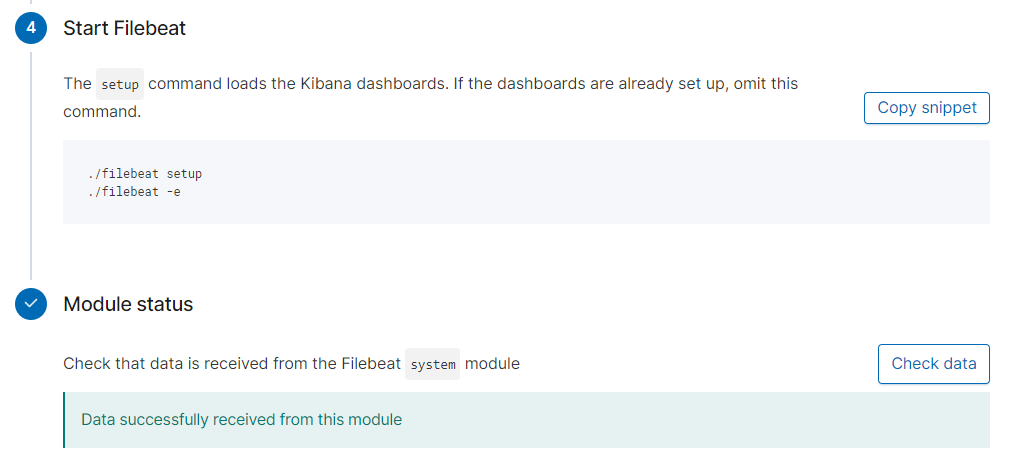 4 Start Filebeat
The setup command loads the Kibana dashboards. If the dashboards are already set up, omit this
command.
Copy snippet
./filebeat setup
./filebeat -e
Module status
Check that data is received from the Filebeat system module
Check data
Data successfully received from this module